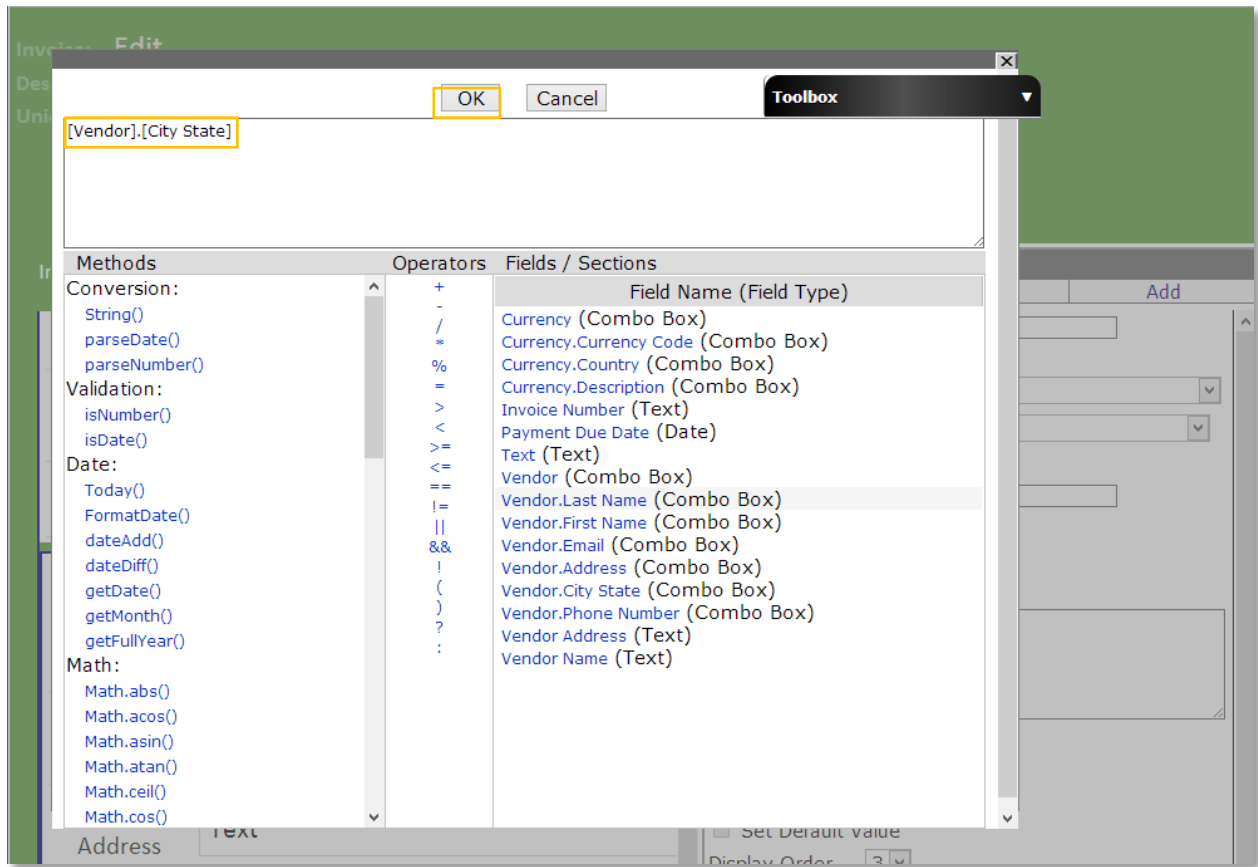 Edit
OK
Cancel
Toolbox
[Vendor].[City State]
Methods
Operators
Fields / Sections
Conversion:
String()
parseDate()
parseNumber()
Validation:
isNumber()
isDate()
Date:
Today()
FormatDate()
dateAdd()
dateDiff()
getDate()
getMonth()
getFullYear()
Math:
Math.abs()
Math.acos()
Math.asin()
Math.atan()
Math.ceil()
Math.cos()
+
-
/
*
%
=
>
<
>=
<=
==
!=
||
&&
!
(
)
?
:
Field Name (Field Type)
Currency (Combo Box)
Currency.Currency Code (Combo Box)
Currency.Country (Combo Box)
Currency.Description (Combo Box)
Invoice Number (Text)
Payment Due Date (Date)
Text (Text)
Vendor (Combo Box)
Vendor.Last Name (Combo Box)
Vendor.First Name (Combo Box)
Vendor.Email (Combo Box)
Vendor.Address (Combo Box)
Vendor.City State (Combo Box)
Vendor.Phone Number (Combo Box)
Vendor Address (Text)
Vendor Name (Text)
Add
Address
Text
Set Default Value
Display Order 3